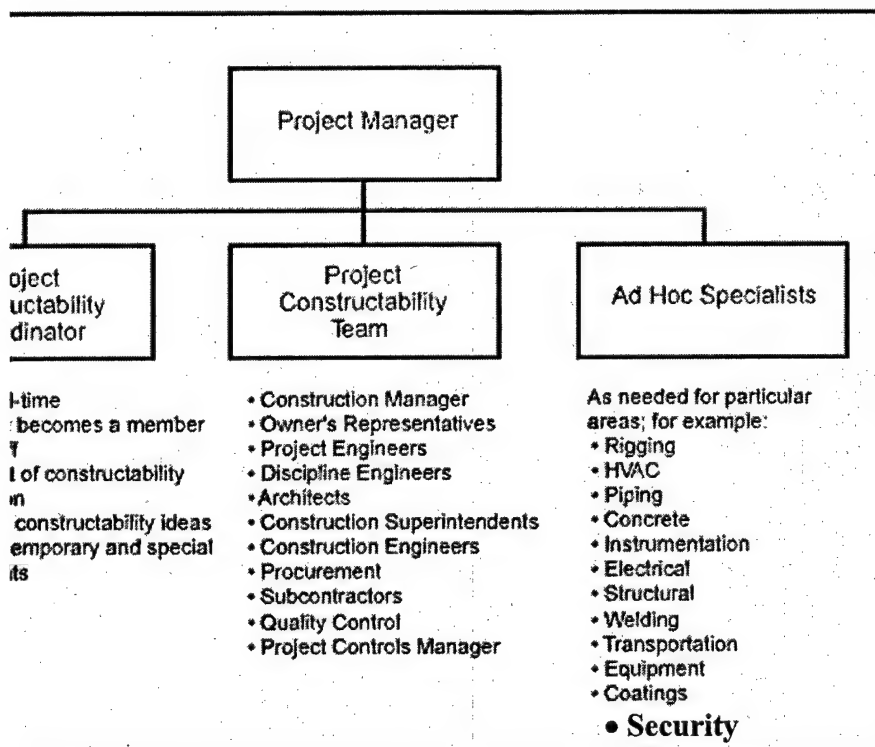 Project Manager
oject
uctability
dinator
Project
Constructability
Team
Ad Hoc Specialists
-time
becomes a member
of constructability
constructability ideas
emporary and special
ts
• Construction Manager
• Owner's Representatives
• Project Engineers
• Discipline Engineers
• Architects
• Construction Superintendents
• Construction Engineers
• Procurement
• Subcontractors
• Quality Control
• Project Controls Manager
As needed for particular
areas; for example:
• Rigging
• HVAC
• Piping
• Concrete
• Instrumentation
• Electrical
• Structural
• Welding
• Transportation
• Equipment
• Coatings
• Security